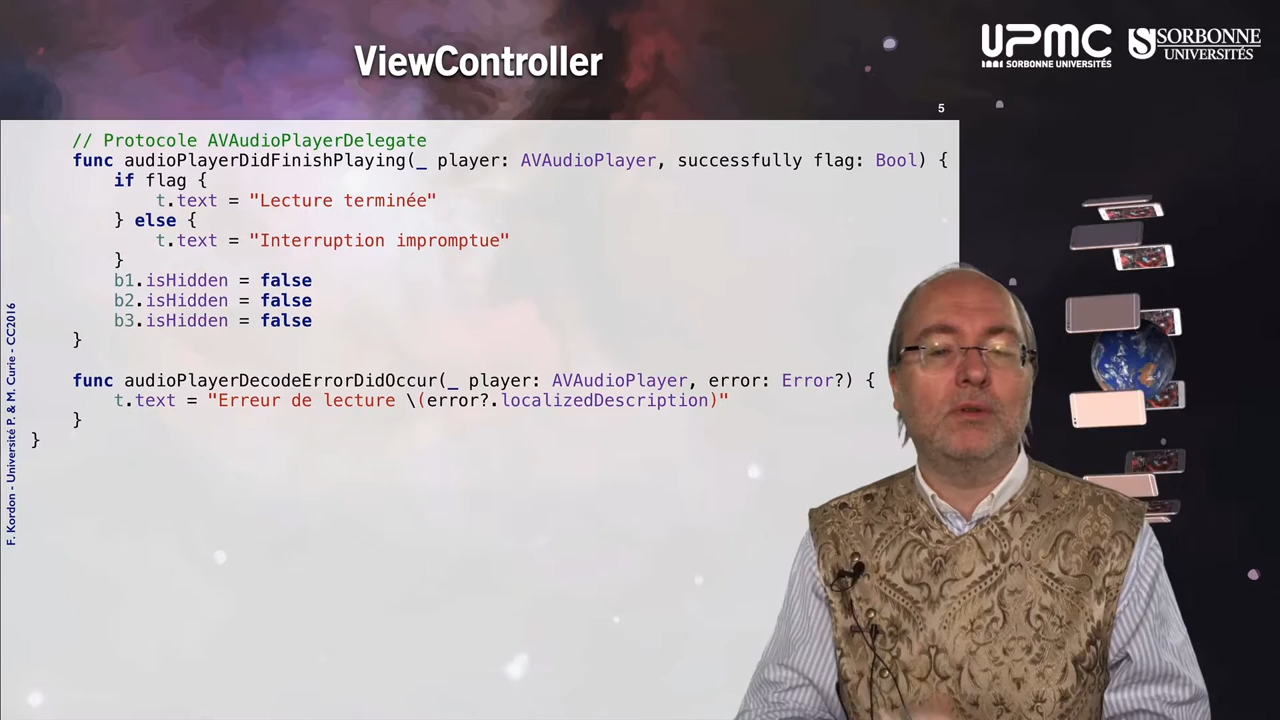 ViewController
UPMC
SORBONNE UNIVERSITÉS
SORBONNE
UNIVERSITÉS
5
// Protocole AVAudioPlayerDelegate
func audioPlayerDidFinishPlaying(_ player: AVAudioPlayer, successfully flag: Bool) {
if flag {
t.text = "Lecture terminée"
} else {
t.text = "Interruption impromptue"
}
b1.isHidden = false
b2.isHidden = false
b3.isHidden = false
}
func audioPlayerDecodeErrorDidOccur(_ player: AVAudioPlayer, error: Error?) {
t.text = "Erreur de lecture \(error?.localizedDescription)"
}
}
F. Kordon - Université P. & M. Curie - CC2016